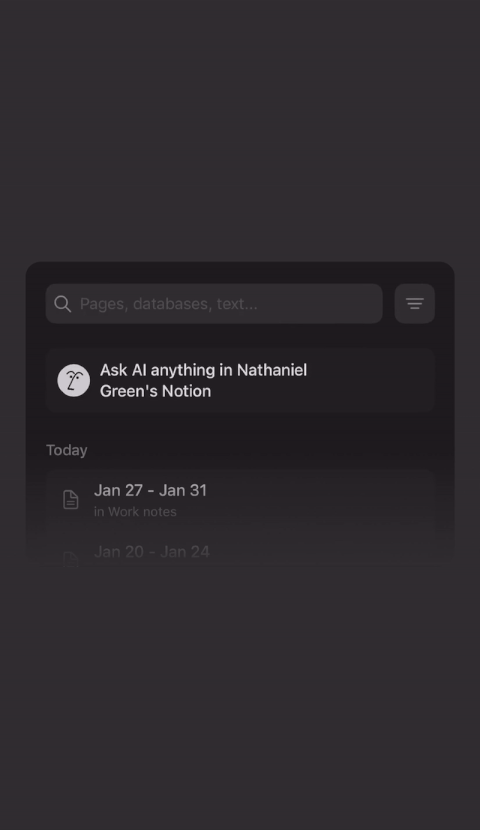 Pages, databases, text...
Ask AI anything in Nathaniel
Green's Notion
Today
Jan 27 - Jan 31
in Work notes
Jan 20 - Jan 24